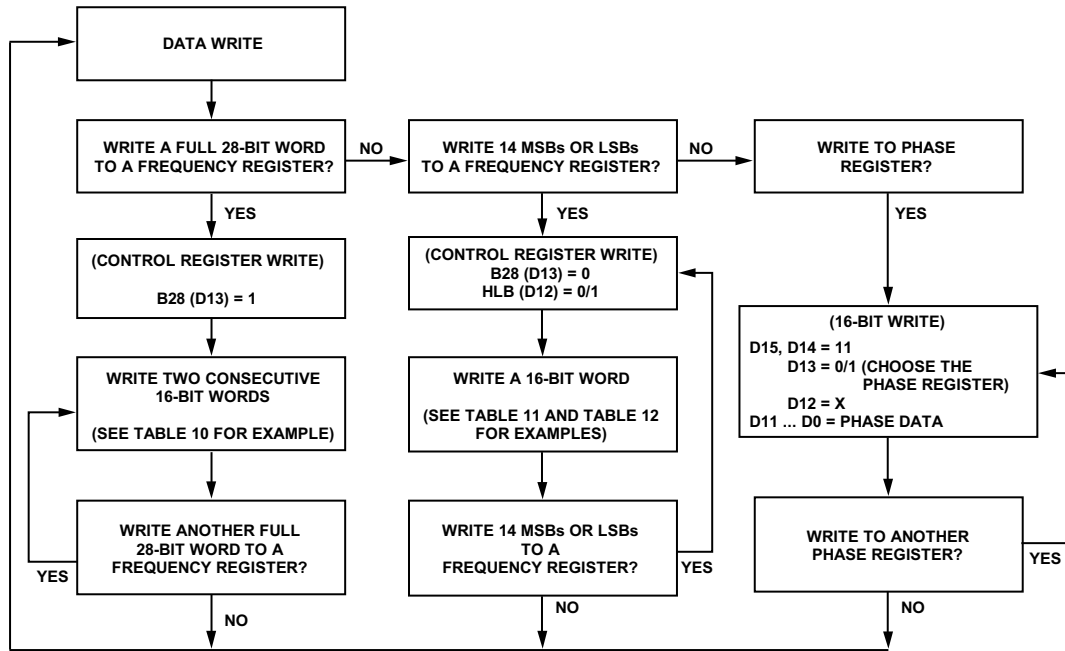 DATA WRITE
WRITE A FULL 28-BIT WORD
TO A FREQUENCY REGISTER?
NO
WRITE 14 MSBs OR LSBs
TO A FREQUENCY REGISTER?
NO
WRITE TO PHASE
REGISTER?
YES
YES
YES
(CONTROL REGISTER WRITE)
B28 (D13) = 1
(CONTROL REGISTER WRITE)
B28 (D13) = 0
HLB (D12) = 0/1
(16-BIT WRITE)
D15, D14 = 11
D13 = 0/1 (CHOOSE THE
PHASE REGISTER)
D12 = X
D11 ... D0 = PHASE DATA
WRITE TWO CONSECUTIVE
16-BIT WORDS
(SEE TABLE 10 FOR EXAMPLE)
WRITE A 16-BIT WORD
(SEE TABLE 11 AND TABLE 12
FOR EXAMPLES)
WRITE ANOTHER FULL
28-BIT WORD TO A
FREQUENCY REGISTER?
YES
NO
WRITE 14 MSBs OR LSBs
TO A
FREQUENCY REGISTER?
YES
NO
WRITE TO ANOTHER
PHASE REGISTER?
YES
NO